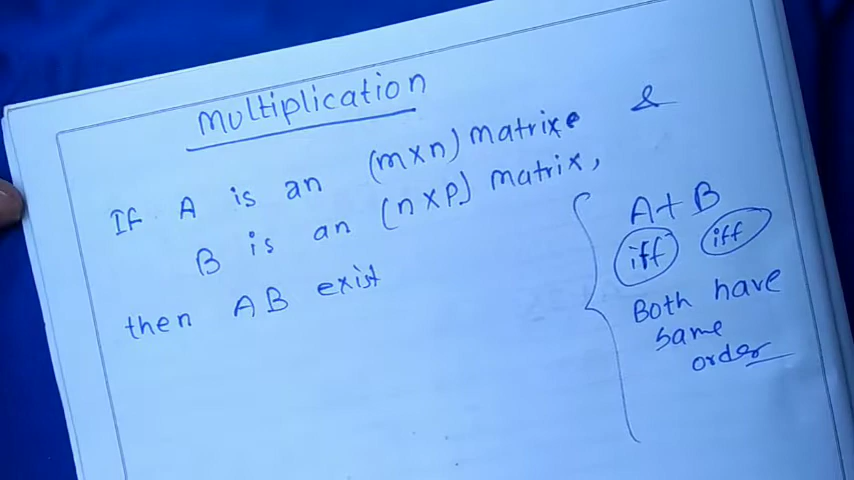 Multiplication
If A is an (m×n) matrixe &
B is an (n×p) matrix,
then AB exist
A+B
iff iff
Both have
same
order